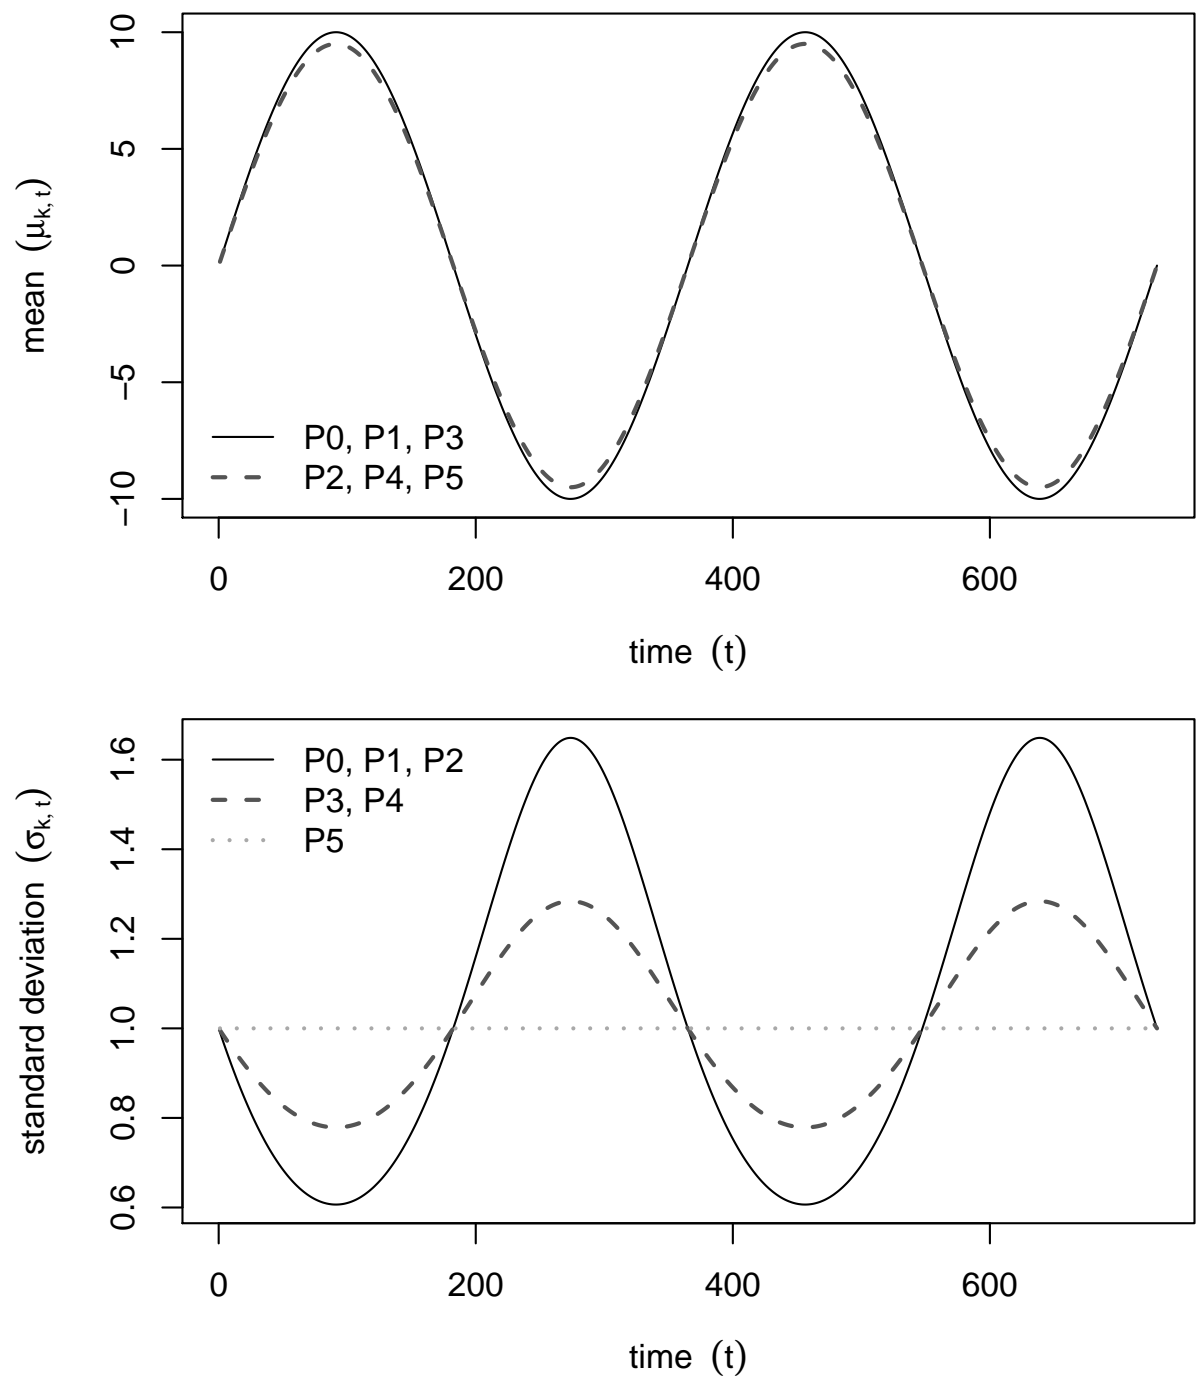 10
5
0
−5
−10
mean (μk, t)
P0, P1, P3
P2, P4, P5
0 200 400 600
time (t)
1.6
1.4
1.2
1.0
0.8
0.6
standard deviation (σk, t)
P0, P1, P2
P3, P4
P5
0 200 400 600
time (t)